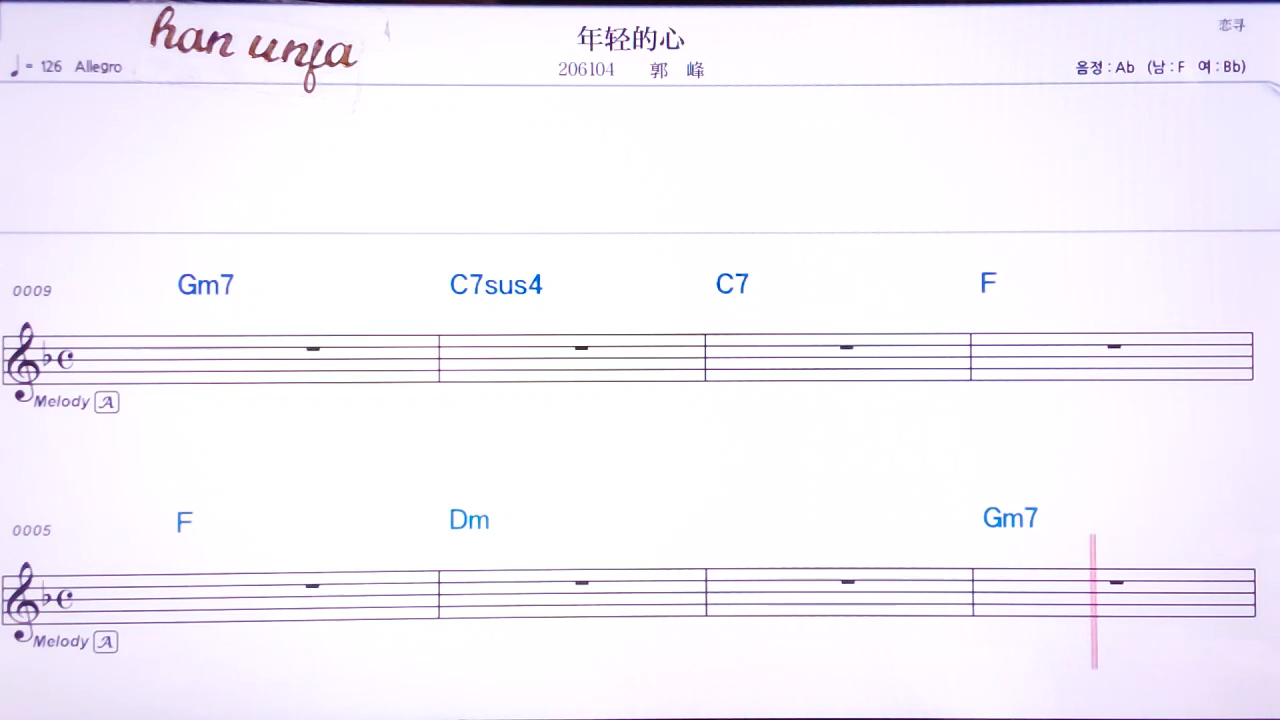 han unfa
年轻的心
恋寻
♩= 126 Allegro
206104 郭 峰
음정 : Ab (남 : F 여 : Bb)
0009 Gm7 C7sus4 C7 F
Melody A
0005 F Dm Gm7
Melody A